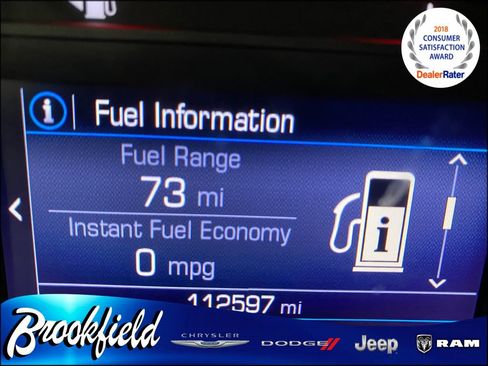 2018
CONSUMER
SATISFACTION
AWARD
DealerRater
i Fuel Information
Fuel Range
73 mi
Instant Fuel Economy
0 mpg
i
112597 mi
Brookfield
CHRYSLER
DODGE
Jeep
RAM